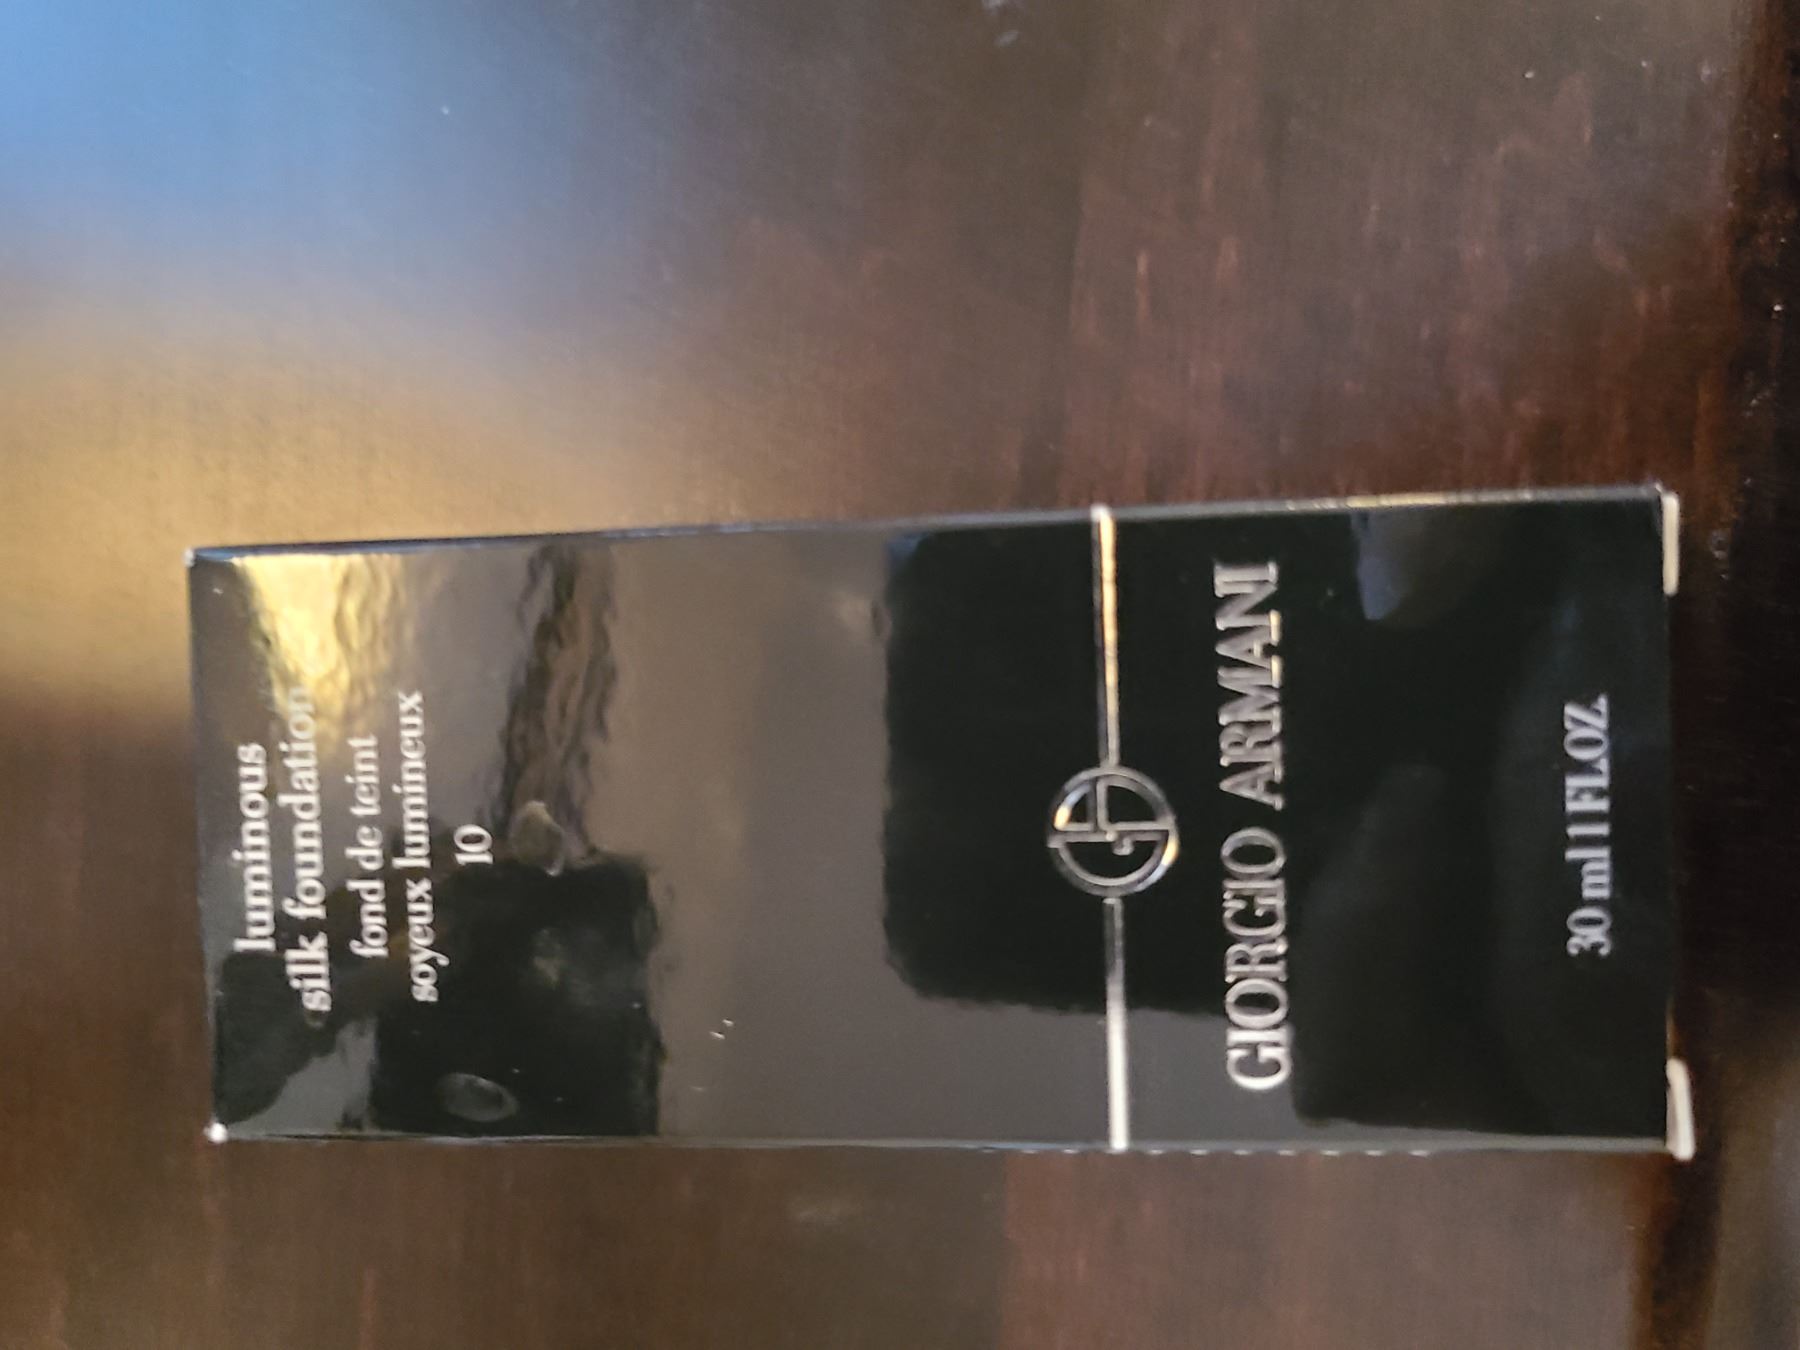 luminous
silk foundation
fond de teint
soyeux lumineux
10
GIORGIO ARMANI
30 ml 1 FL.OZ.